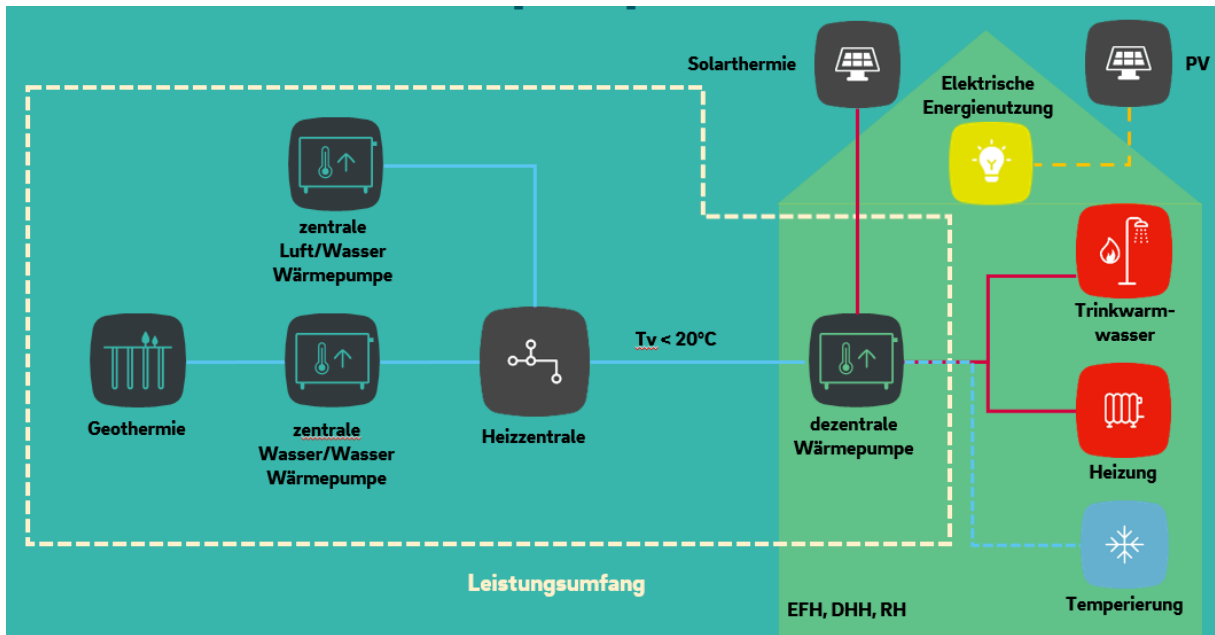 Solarthermie
PV
Elektrische
Energienutzung
zentrale
Luft/Wasser
Wärmepumpe
Trinkwarm-
wasser
Tv < 20°C
Geothermie
zentrale
Wasser/Wasser
Wärmepumpe
Heizzentrale
dezentrale
Wärmepumpe
Heizung
Leistungsumfang
EFH, DHH, RH
Temperierung